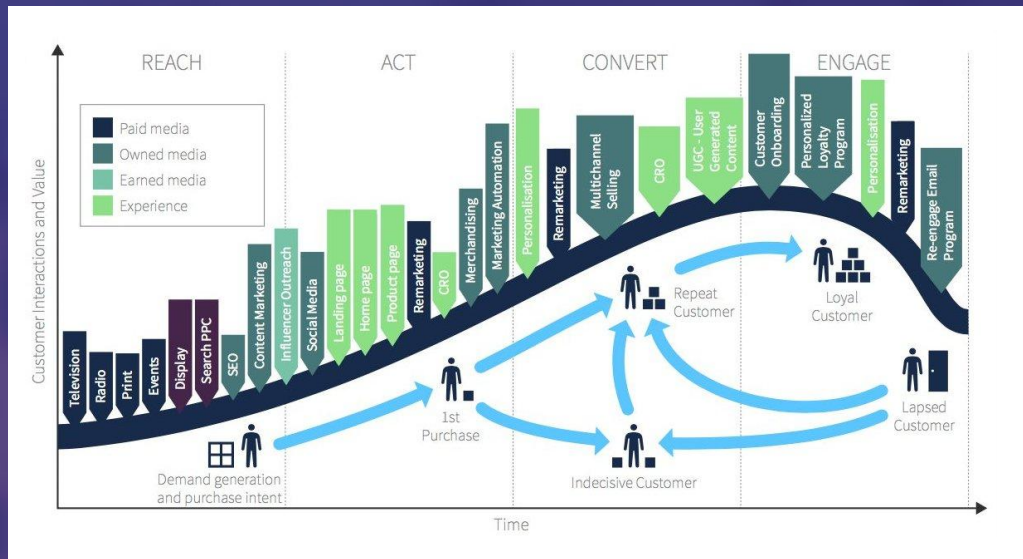 REACH
ACT
CONVERT
ENGAGE
Paid media
Owned media
Earned media
Experience
Customer Interactions and Value
Television
Radio
Print
Events
Display
Search PPC
SEO
Content Marketing
Influencer Outreach
Social Media
Landing page
Home page
Product page
Remarketing
CRO
Merchandising
Marketing Automation
Personalisation
Remarketing
Multichannel
Selling
CRO
UGC - User
Generated
Content
Customer
Onboarding
Personalized
Loyalty
Program
Personalisation
Remarketing
Re-engage Email
Program
Demand generation
and purchase intent
1st
Purchase
Repeat
Customer
Indecisive Customer
Loyal
Customer
Lapsed
Customer
Time